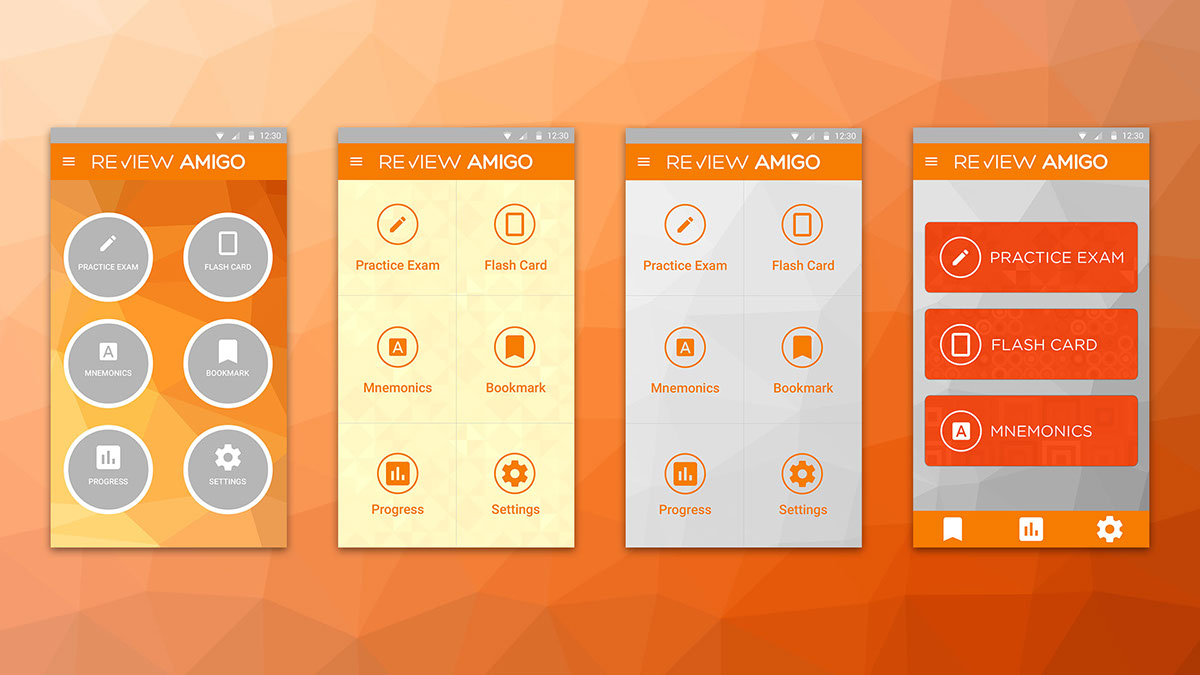 12:30
REVIEW AMIGO
PRACTICE EXAM
FLASH CARD
A
MNEMONICS
BOOKMARK
PROGRESS
SETTINGS
12:30
REVIEW AMIGO
Practice Exam
Flash Card
A
Mnemonics
Bookmark
Progress
Settings
12:30
REVIEW AMIGO
Practice Exam
Flash Card
A
Mnemonics
Bookmark
Progress
Settings
12:30
REVIEW AMIGO
PRACTICE EXAM
FLASH CARD
A
MNEMONICS